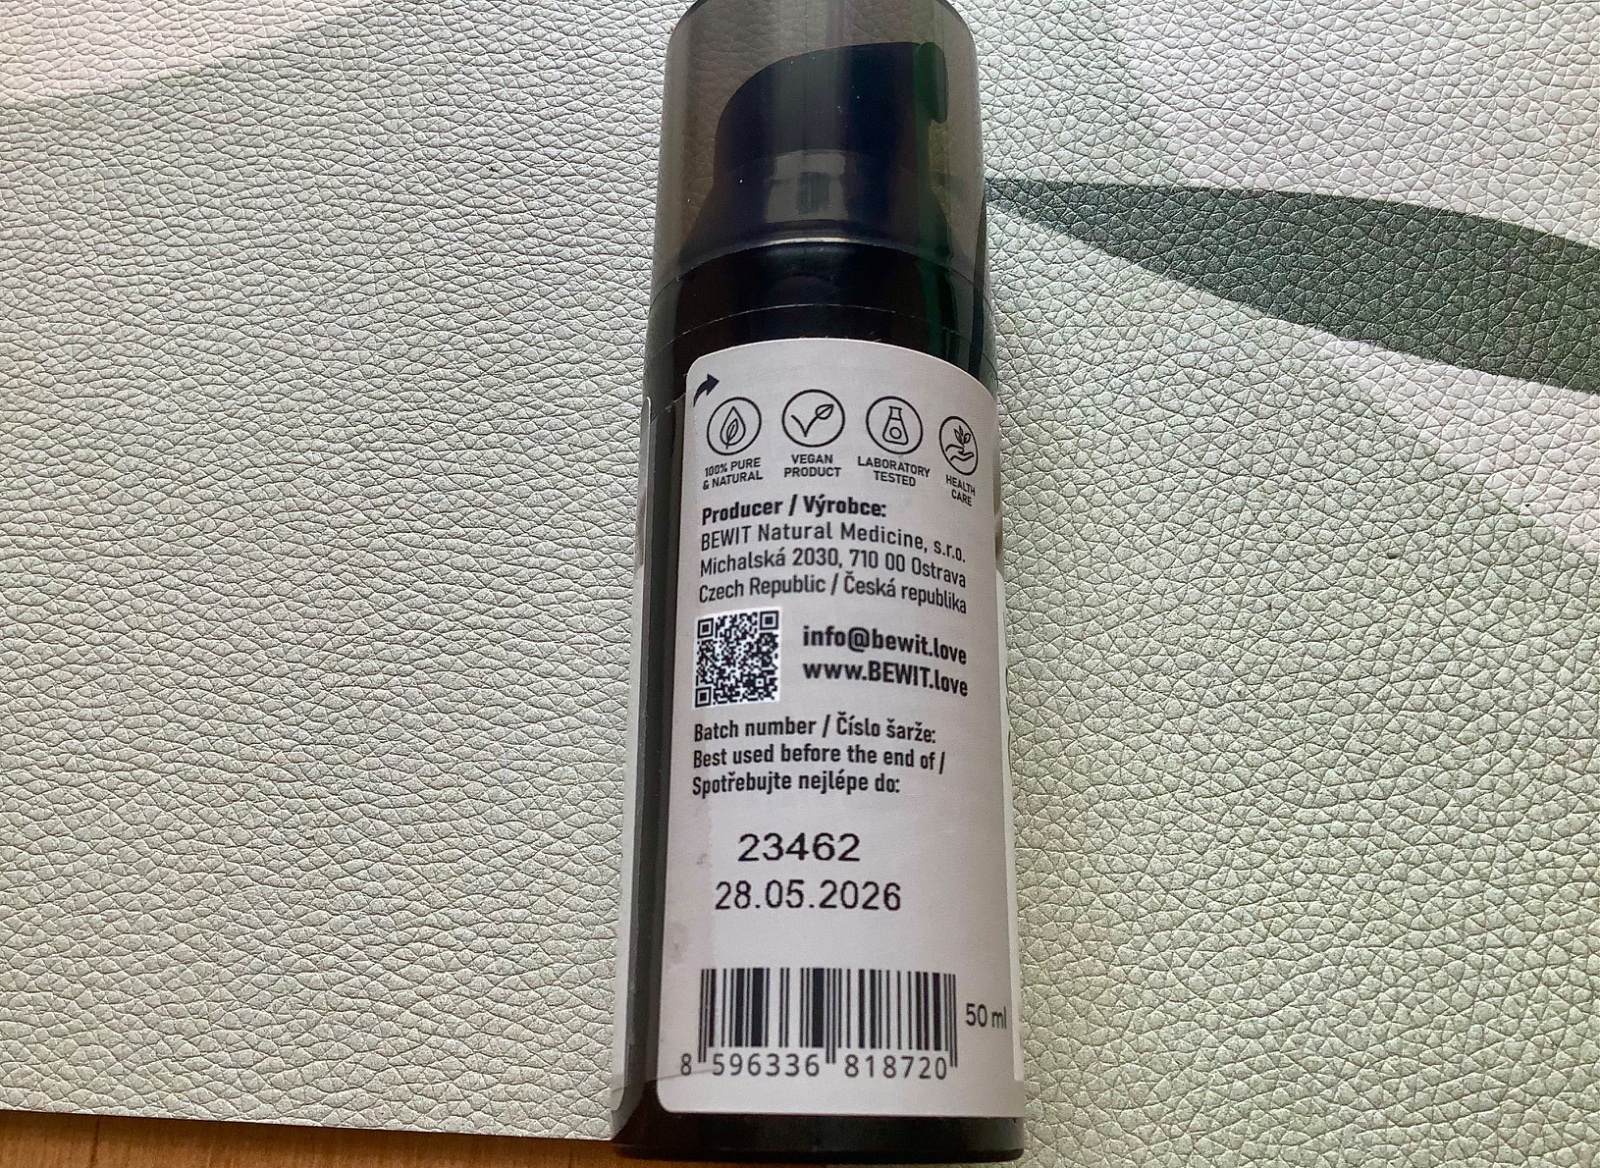 100% PURE
& NATURAL
VEGAN
PRODUCT
LABORATORY
TESTED
HEALTH
CARE
Producer / Výrobce:
BEWIT Natural Medicine, s.r.o.
Michalská 2030, 710 00 Ostrava
Czech Republic / Česká republika
info@bewit.love
www.BEWIT.love
Batch number / Číslo šarže:
Best used before the end of /
Spotřebujte nejlépe do:
23462
28.05.2026
50 ml
8 596336 818720